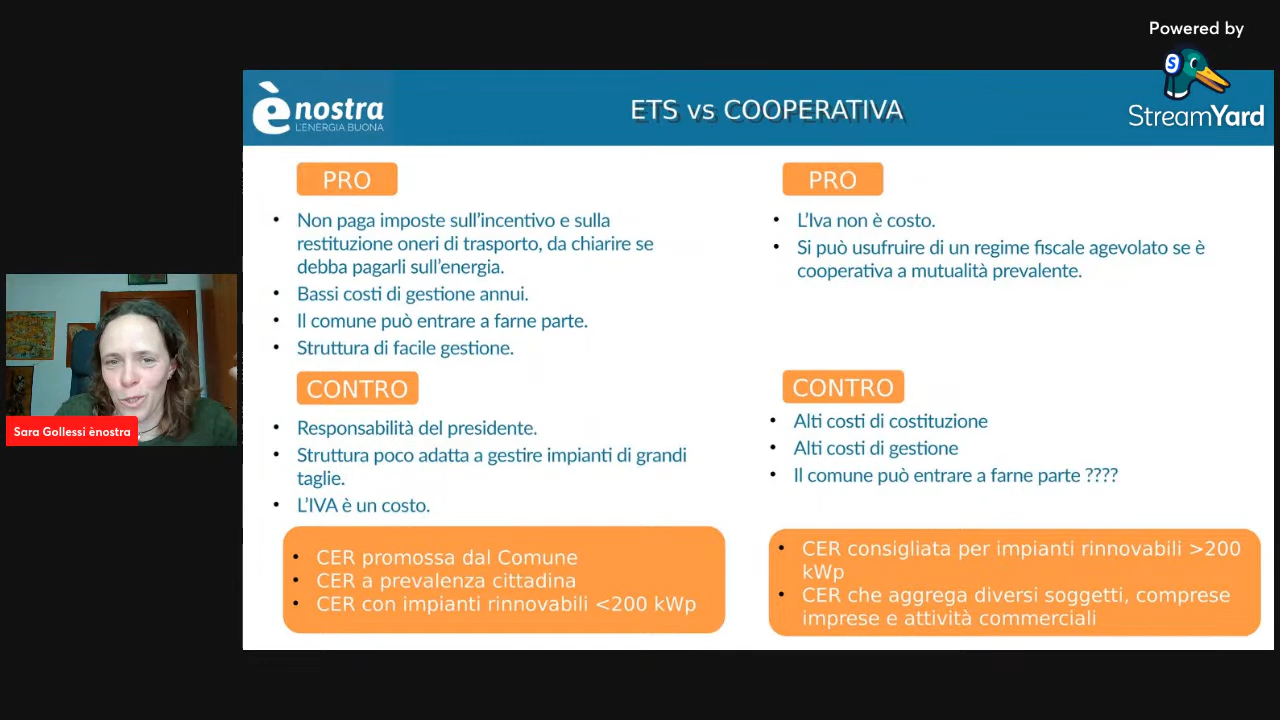 Powered by
StreamYard
ènostra
L'ENERGIA BUONA
ETS vs COOPERATIVA
PRO
Non paga imposte sull'incentivo e sulla
restituzione oneri di trasporto, da chiarire se
debba pagarli sull'energia.
Bassi costi di gestione annui.
Il comune può entrare a farne parte.
Struttura di facile gestione.
CONTRO
Responsabilità del presidente.
Struttura poco adatta a gestire impianti di grandi
taglie.
L'IVA è un costo.
CER promossa dal Comune
CER a prevalenza cittadina
CER con impianti rinnovabili <200 kWp
PRO
L'Iva non è costo.
Si può usufruire di un regime fiscale agevolato se è
cooperativa a mutualità prevalente.
CONTRO
Alti costi di costituzione
Alti costi di gestione
Il comune può entrare a farne parte ????
CER consigliata per impianti rinnovabili >200
kWp
CER che aggrega diversi soggetti, comprese
imprese e attività commerciali
Sara Gollessi ènostra